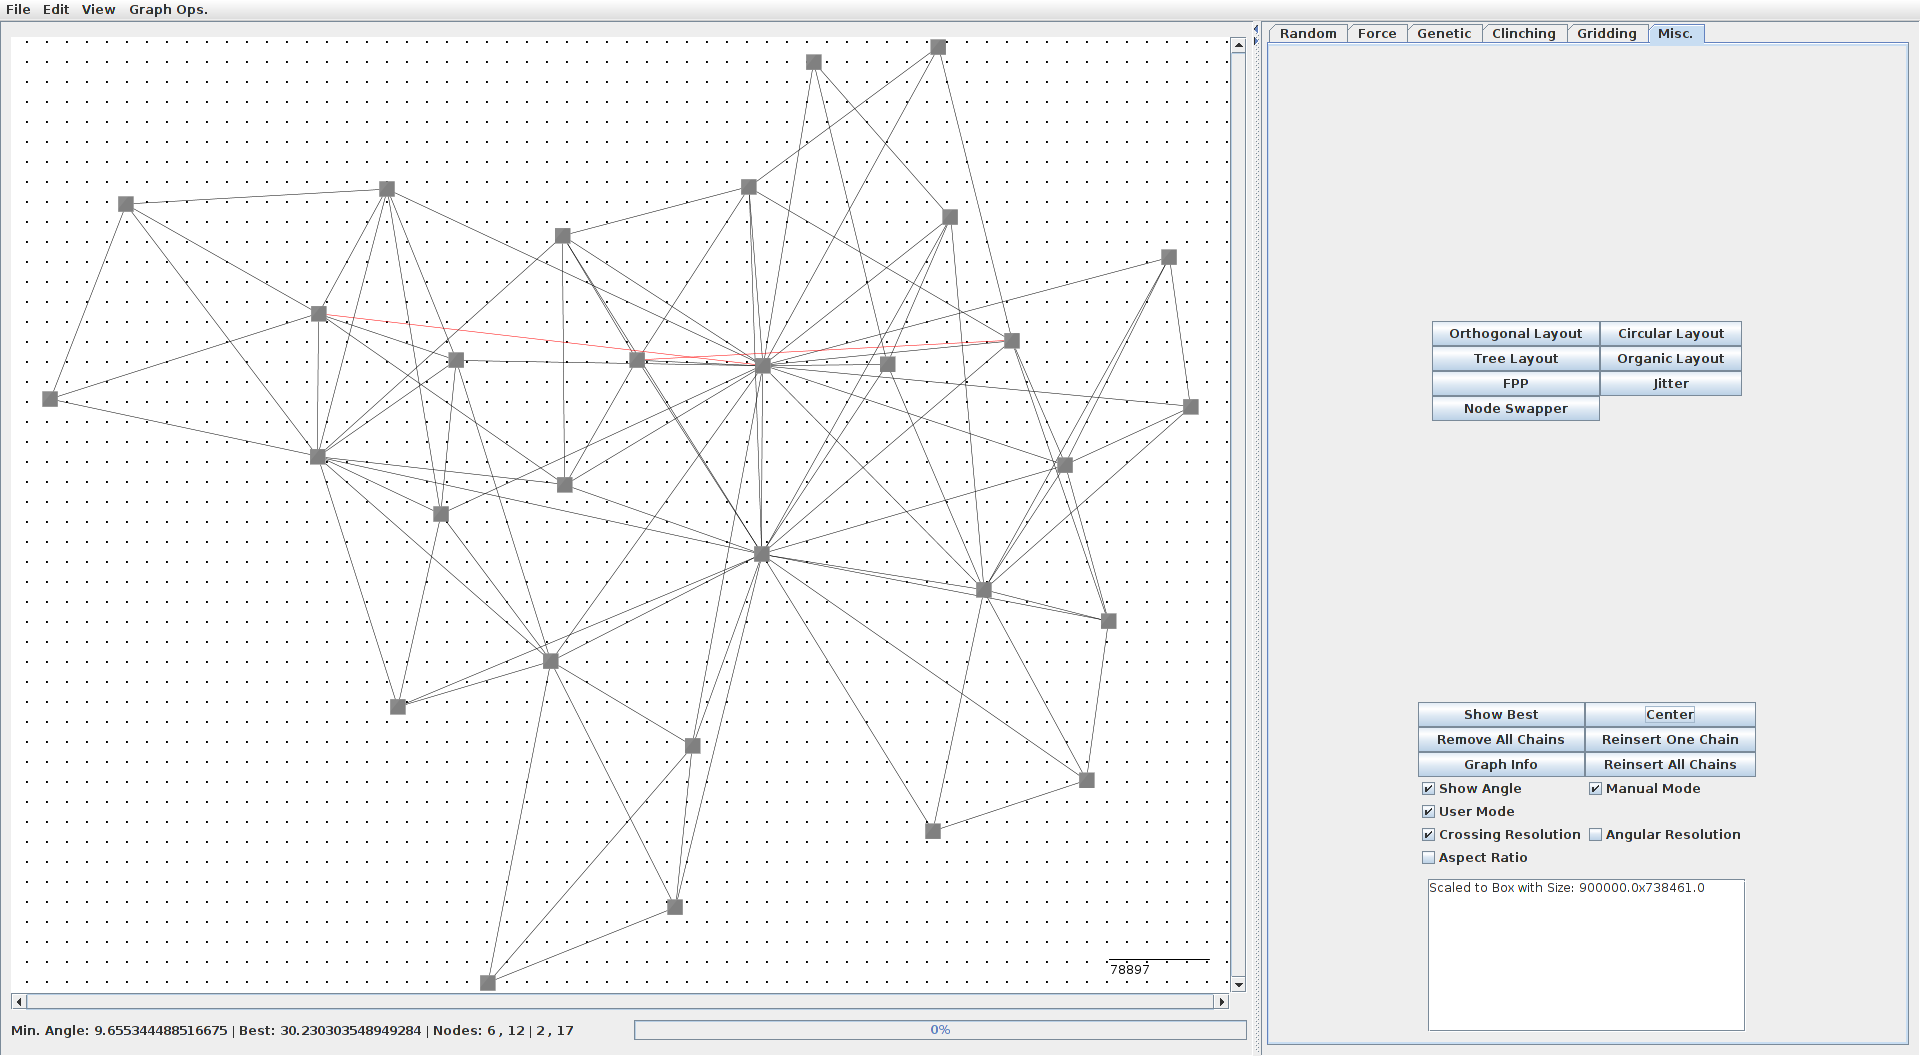 File Edit View Graph Ops.
Random Force Genetic Clinching Gridding Misc.
Orthogonal Layout Circular Layout
Tree Layout Organic Layout
FPP Jitter
Node Swapper
Show Best Center
Remove All Chains Reinsert One Chain
Graph Info Reinsert All Chains
Show Angle Manual Mode
User Mode
Crossing Resolution Angular Resolution
Aspect Ratio
Scaled to Box with Size: 900000.0x738461.0
78897
Min. Angle: 9.655344488516675 | Best: 30.230303548949284 | Nodes: 6 , 12 | 2 , 17
0%